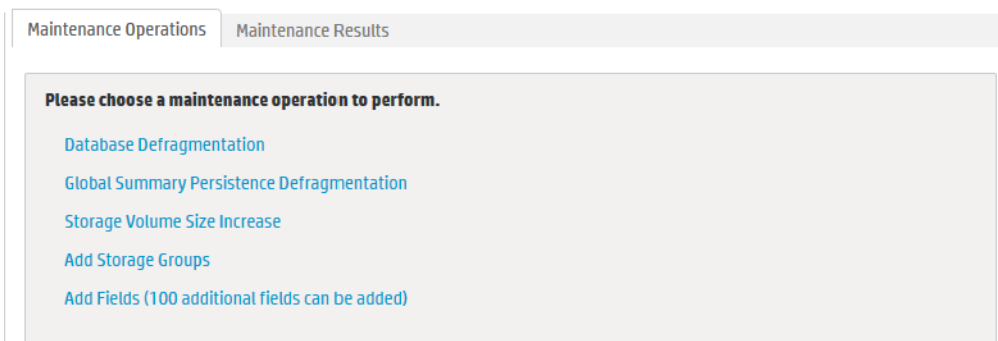 Maintenance Operations Maintenance Results
Please choose a maintenance operation to perform.
Database Defragmentation
Global Summary Persistence Defragmentation
Storage Volume Size Increase
Add Storage Groups
Add Fields (100 additional fields can be added)